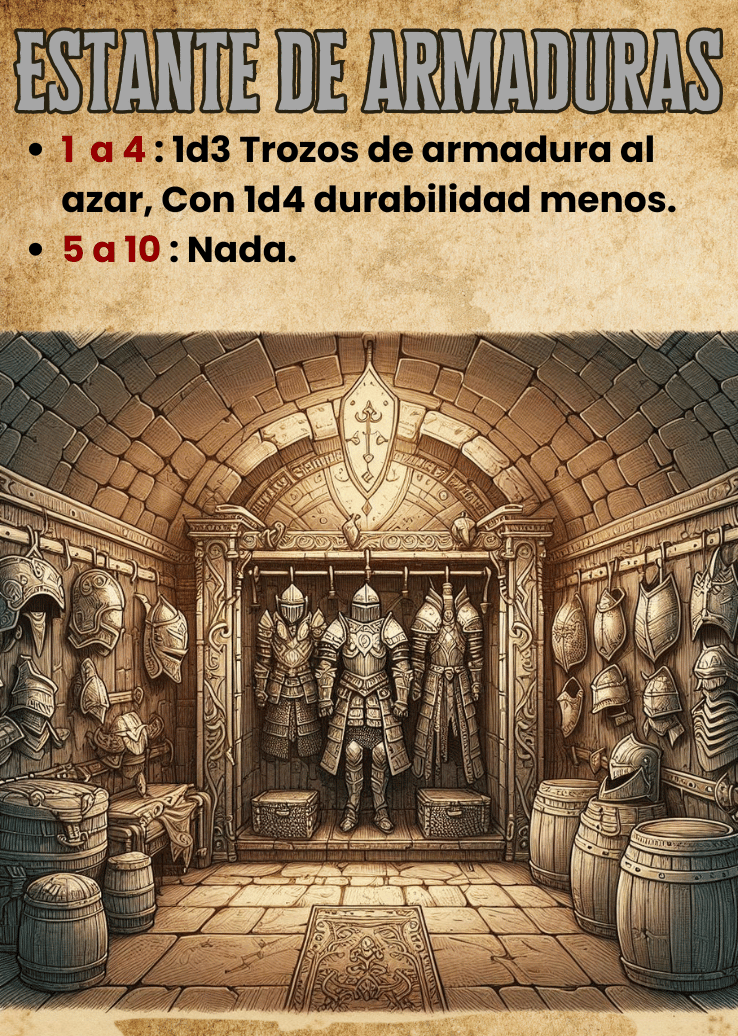 ESTANTE DE ARMADURAS
• 1 a 4 : 1d3 Trozos de armadura al
azar, Con 1d4 durabilidad menos.
• 5 a 10 : Nada.